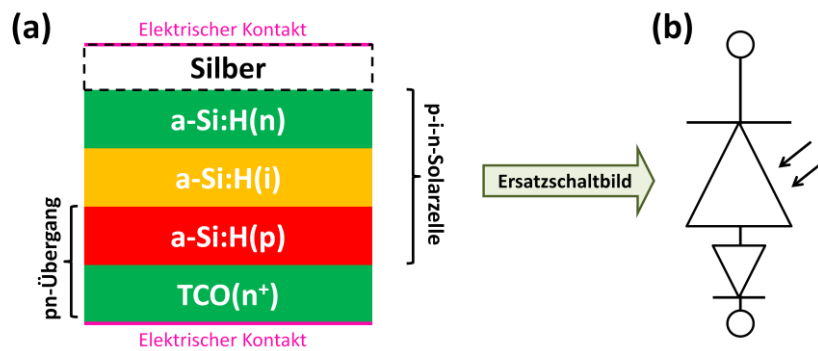 (a)
Elektrischer Kontakt
Silber
a-Si:H(n)
a-Si:H(i)
a-Si:H(p)
TCO(n⁺)
Elektrischer Kontakt
pn-Übergang
p-i-n-Solarzelle
Ersatzschaltbild
(b)